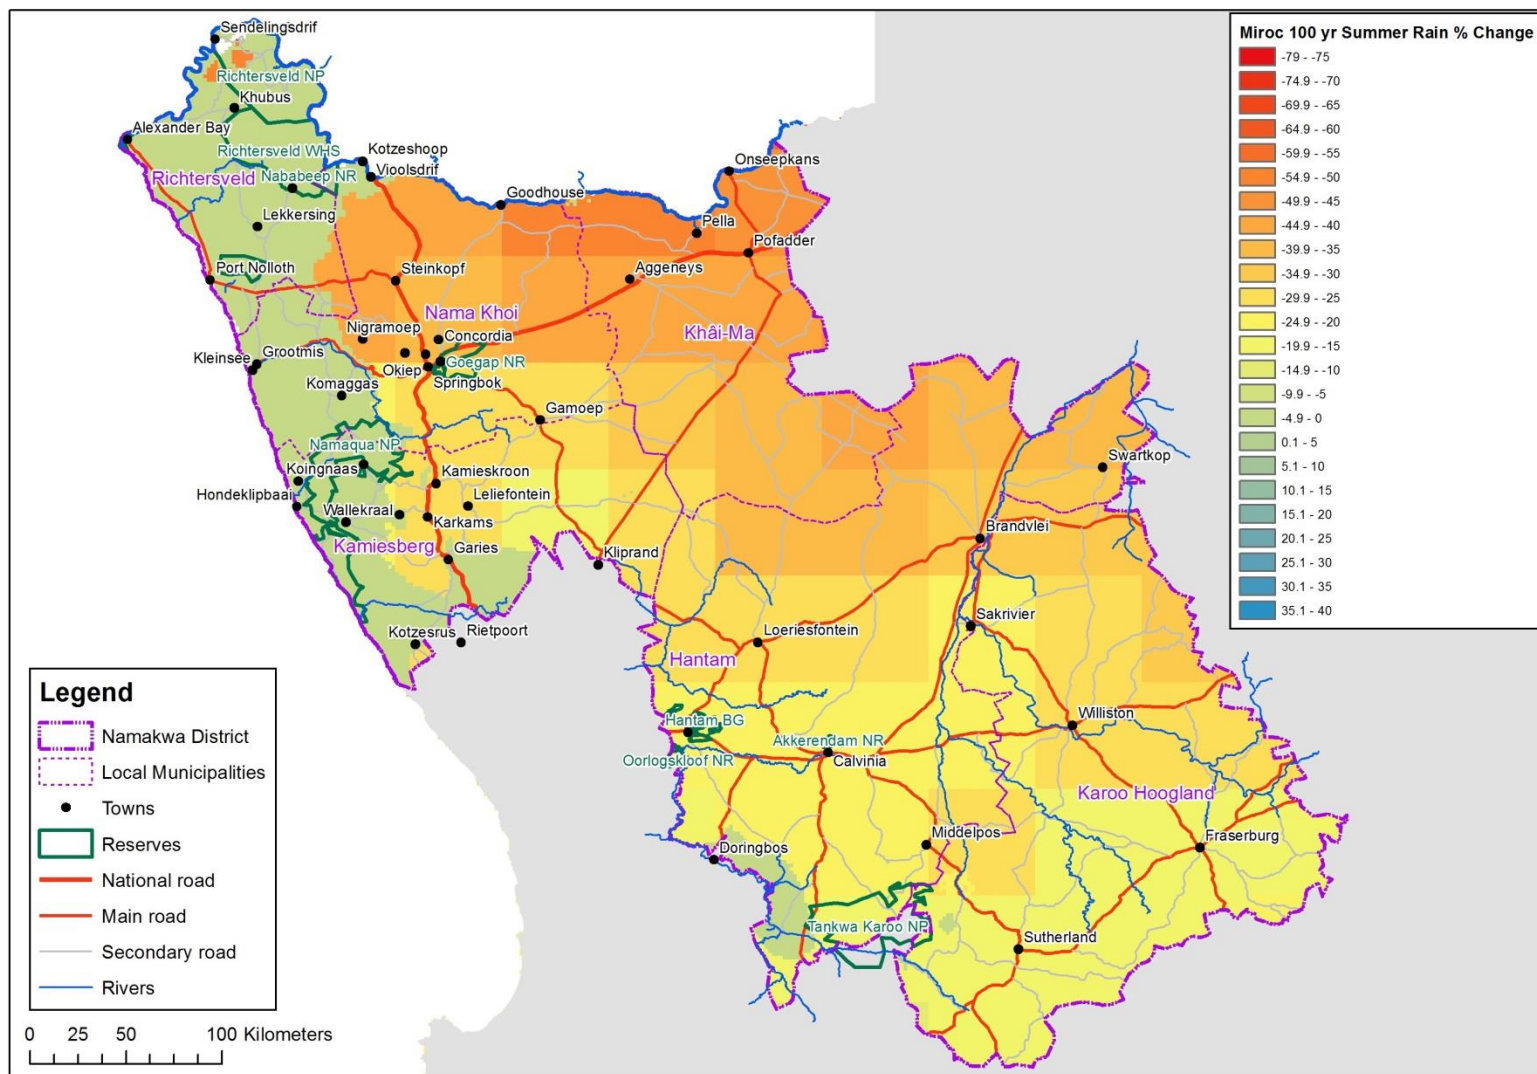 Miroc 100 yr Summer Rain % Change
-79 - -75
-74.9 - -70
-69.9 - -65
-64.9 - -60
-59.9 - -55
-54.9 - -50
-49.9 - -45
-44.9 - -40
-39.9 - -35
-34.9 - -30
-29.9 - -25
-24.9 - -20
-19.9 - -15
-14.9 - -10
-9.99 - -5
-4.9 - 0
0.1 - 5
5.1 - 10
10.1 - 15
15.1 - 20
20.1 - 25
25.1 - 30
30.1 - 35
35.1 - 40
Sendelingsdrif
Richtersveld NP
Khubus
Alexander Bay
Richtersveld WHS
Kotzeshoop
Richtersveld
Nababeep NR
Vioolsdrif
Onseepkans
Goodhouse
Lekkersing
Pella
Pofadder
Port Nolloth
Steinkopf
Aggeneys
Nama Khoi
Khâi-Ma
Nigramoep
Concordia
Kleinsee
Grootmis
Okiep
Goegap NR
Springbok
Komaggas
Gamoep
Namaqua NP
Koingnaas
Kamieskroon
Swartkop
Hondeklipbaai
Leliefontein
Wallekraal
Karkams
Brandvlei
Kamiesberg
Garies
Kliprand
Kotzesrus
Rietpoort
Loeriesfontein
Sakrivier
Hantam
Hantam BG
Williston
Akkerendam NR
Oorlogskloof NR
Calvinia
Karoo Hoogland
Middelpos
Fraserburg
Doringbos
Tankwa Karoo NP
Sutherland
Legend
Namakwa District
Local Municipalities
Towns
Reserves
National road
Main road
Secondary road
Rivers
0 25 50 100 Kilometers